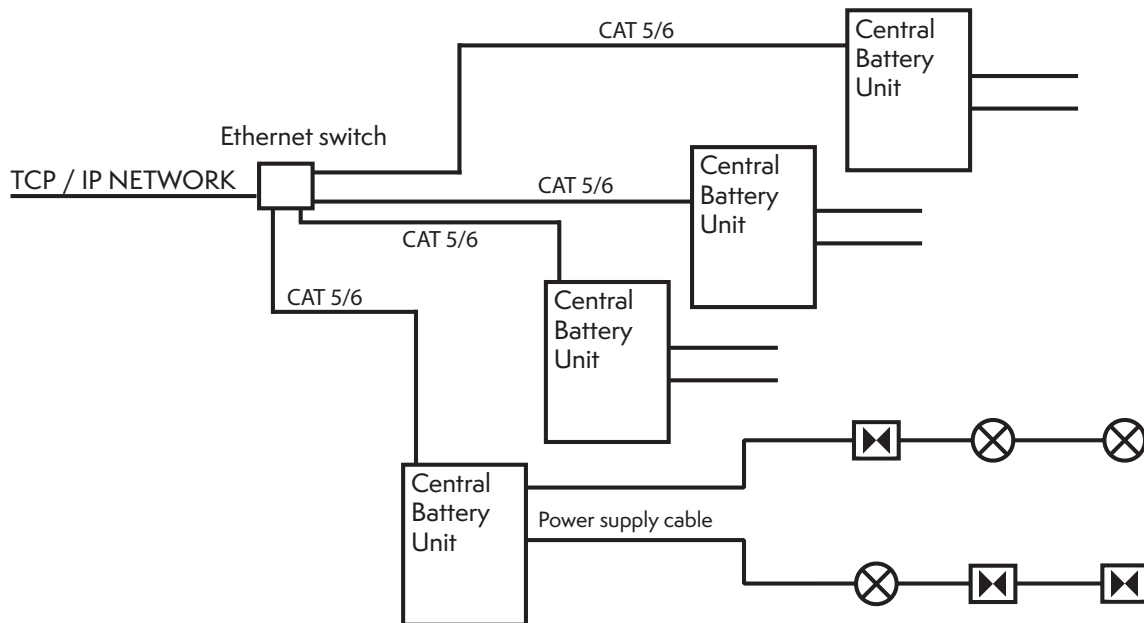 CAT 5/6
Central
Battery
Unit
Ethernet switch
TCP / IP NETWORK
CAT 5/6
Central
Battery
Unit
CAT 5/6
CAT 5/6
Central
Battery
Unit
Central
Battery
Unit
Power supply cable